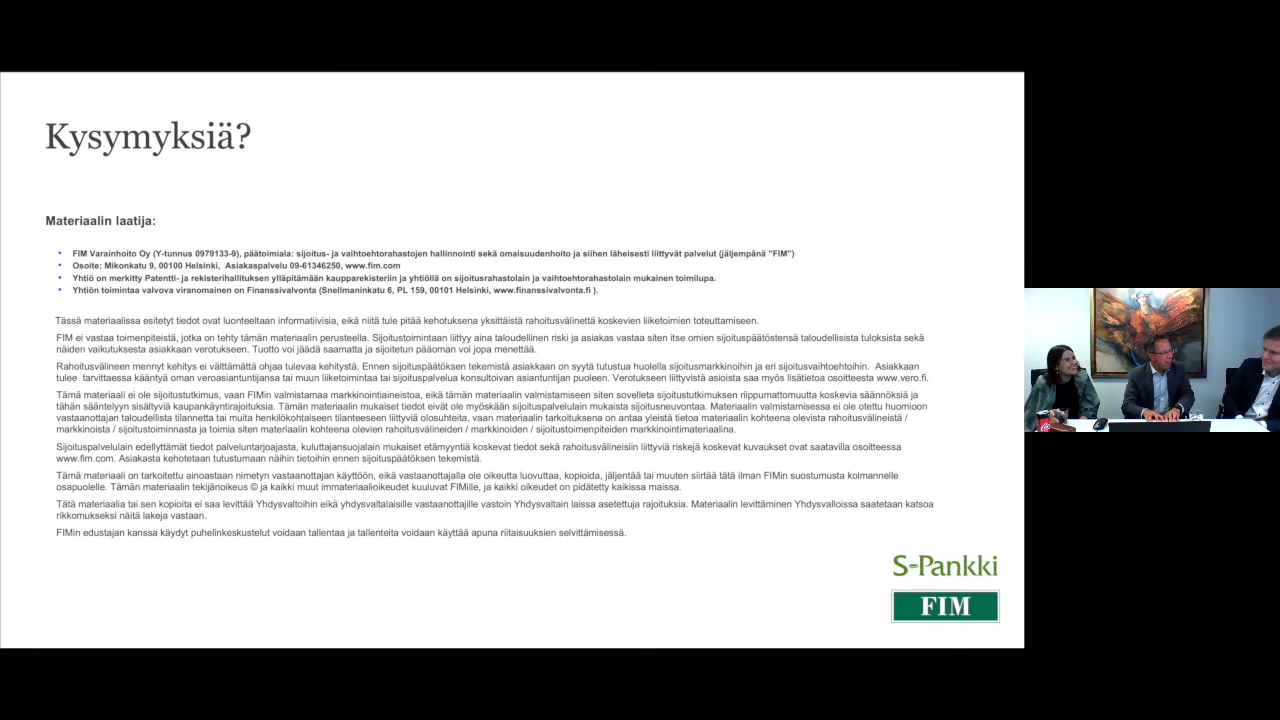 Kysymyksiä?
Materiaalin laatija:
• FIM Varainhoito Oy (Y-tunnus 0979133-9), päätoimiala: sijoitus- ja vaihtoehtorahastojen hallinnointi sekä omaisuudenhoito ja siihen läheisesti liittyvät palvelut (jäljempänä "FIM")
• Osoite: Mikonkatu 9, 00100 Helsinki, Asiakaspalvelu 09-61346250, www.fim.com
• Yhtiö on merkitty Patentti- ja rekisterihallituksen ylläpitämään kaupparekisteriin ja yhtiöllä on sijoitusrahastolain ja vaihtoehtorahastolain mukainen toimilupa.
• Yhtiön toimintaa valvova viranomainen on Finanssivalvonta (Snellmaninkatu 6, PL 159, 00101 Helsinki, www.finanssivalvonta.fi ).
Tässä materiaalissa esitetyt tiedot ovat luonteeltaan informatiivisia, eikä niitä tule pitää kehotuksena yksittäistä rahoitusvälinettä koskevien liiketoimien toteuttamiseen.
FIM ei vastaa toimenpiteistä, jotka on tehty tämän materiaalin perusteella. Sijoitustoimintaan liittyy aina taloudellinen riski ja asiakas vastaa siten itse omien sijoituspäätöstensä taloudellisista tuloksista sekä
näiden vaikutuksesta asiakkaan verotukseen. Tuotto voi jäädä saamatta ja sijoitetun pääoman voi jopa menettää.
Rahoitusvälineen mennyt kehitys ei välttämättä ohjaa tulevaa kehitystä. Ennen sijoituspäätöksen tekemistä asiakkaan on syytä tutustua huolella sijoitusmarkkinoihin ja eri sijoitusvaihtoehtoihin. Asiakkaan
tulee tarvittaessa kääntyä oman veroasiantuntijansa tai muun liiketoimintaa tai sijoituspalvelua konsultoivan asiantuntijan puoleen. Verotukseen liittyvistä asioista saa myös lisätietoa osoitteesta www.vero.fi.
Tämä materiaali ei ole sijoitustutkimus, vaan FIMin valmistamaa markkinointiaineistoa, eikä tämän materiaalin valmistamiseen siten sovelleta sijoitustutkimuksen riippumattomuutta koskevia säännöksiä ja
tähän sääntelyyn sisältyviä kaupankäyntirajoituksia. Tämän materiaalin mukaiset tiedot eivät ole myöskään sijoituspalvelulain mukaista sijoitusneuvontaa. Materiaalin valmistamisessa ei ole otettu huomioon
vastaanottajan taloudellista tilannetta tai muita henkilökohtaiseen tilanteeseen liittyviä olosuhteita, vaan materiaalin tarkoituksena on antaa yleistä tietoa materiaalin kohteena olevista rahoitusvälineistä /
markkinoista / sijoitustoiminnasta ja toimia siten materiaalin kohteena olevien rahoitusvälineiden / markkinoiden / sijoitustoimenpiteiden markkinointimateriaalina.
Sijoituspalvelulain edellyttämät tiedot palveluntarjoajasta, kuluttajansuojalain mukaiset etämyyntiä koskevat tiedot sekä rahoitusvälineisiin liittyviä riskejä koskevat kuvaukset ovat saatavilla osoitteessa
www.fim.com. Asiakasta kehotetaan tutustumaan näihin tietoihin ennen sijoituspäätöksen tekemistä.
Tämä materiaali on tarkoitettu ainoastaan nimetyn vastaanottajan käyttöön, eikä vastaanottajalla ole oikeutta luovuttaa, kopioida, jäljentää tai muuten siirtää tätä ilman FIMin suostumusta kolmannelle
osapuolelle. Tämän materiaalin tekijänoikeus © ja kaikki muut immateriaalioikeudet kuuluvat FIMille, ja kaikki oikeudet on pidätetty kaikissa maissa.
Tätä materiaalia tai sen kopioita ei saa levittää Yhdysvaltoihin eikä yhdysvaltalaisille vastaanottajille vastoin Yhdysvaltain laissa asetettuja rajoituksia. Materiaalin levittäminen Yhdysvalloissa saatetaan katsoa
rikkomukseksi näitä lakeja vastaan.
FIMin edustajan kanssa käydyt puhelinkeskustelut voidaan tallentaa ja tallenteita voidaan käyttää apuna riitaisuuksien selvittämisessä.
S-Pankki
FIM